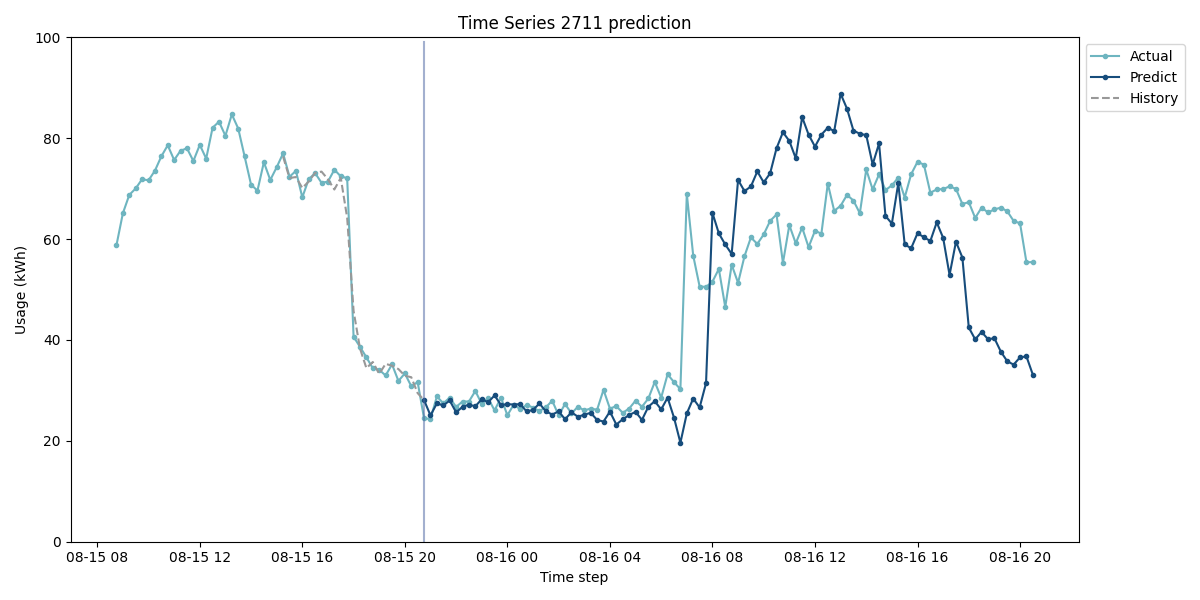 Time Series 2711 prediction
100
80
60
40
20
0
Usage (kWh)
08-15 08
08-15 12
08-15 16
08-15 20
08-16 00
08-16 04
08-16 08
08-16 12
08-16 16
08-16 20
Time step
Actual
Predict
History